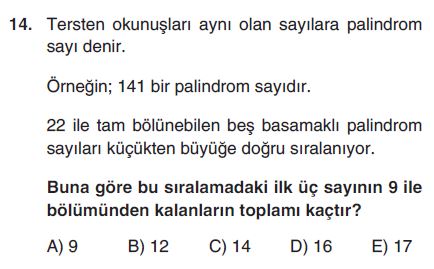 14. Tersten okunuşları aynı olan sayılara palindrom
sayı denir.
Örneğin; 141 bir palindrom sayıdır.
22 ile tam bölünebilen beş basamaklı palindrom
sayıları küçükten büyüğe doğru sıralanıyor.
Buna göre bu sıralamadaki ilk üç sayının 9 ile
bölümünden kalanların toplamı kaçtır?
A) 9 B) 12 C) 14 D) 16 E) 17